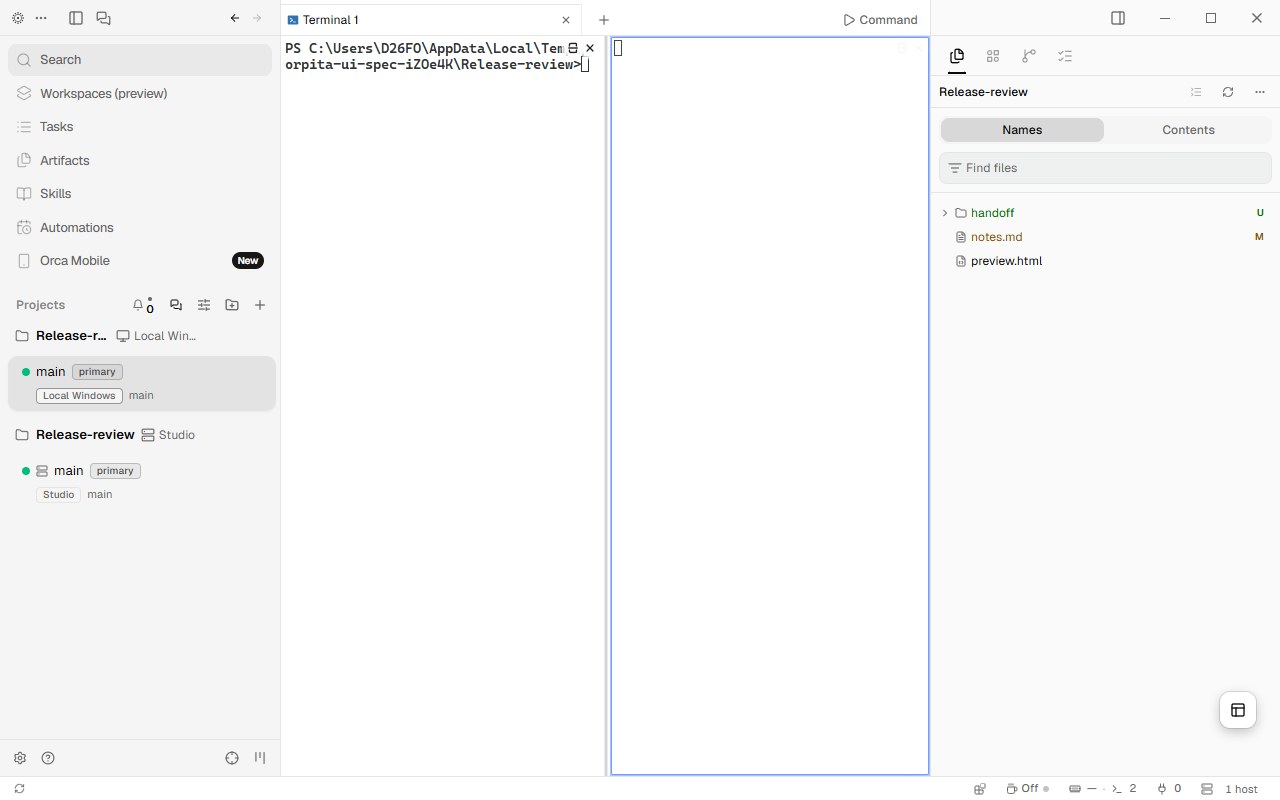 Terminal 1
Command
Search
Workspaces (preview)
Tasks
Artifacts
Skills
Automations
Orca Mobile
New
Projects
0
Release-r...
Local Win...
main
primary
Local Windows
main
Release-review
Studio
main
primary
Studio
main
PS C:\Users\D26FO\AppData\Local\Tem
orpita-ui-spec-iZOe4K\Release-review>
Release-review
Names
Contents
Find files
handoff
U
notes.md
M
preview.html
Off
2
0
1 host